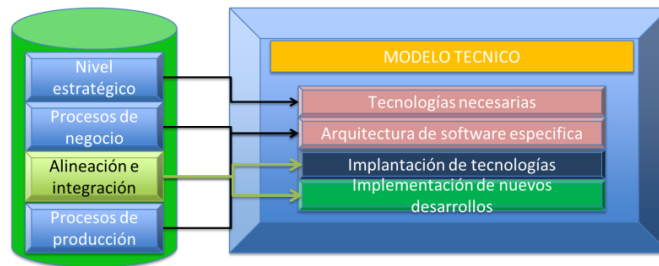 Nivel
estratégico
Procesos de
negocio
Alineación e
integración
Procesos de
producción
MODELO TECNICO
Tecnologías necesarias
Arquitectura de software especifica
Implantación de tecnologías
Implementación de nuevos
desarrollos